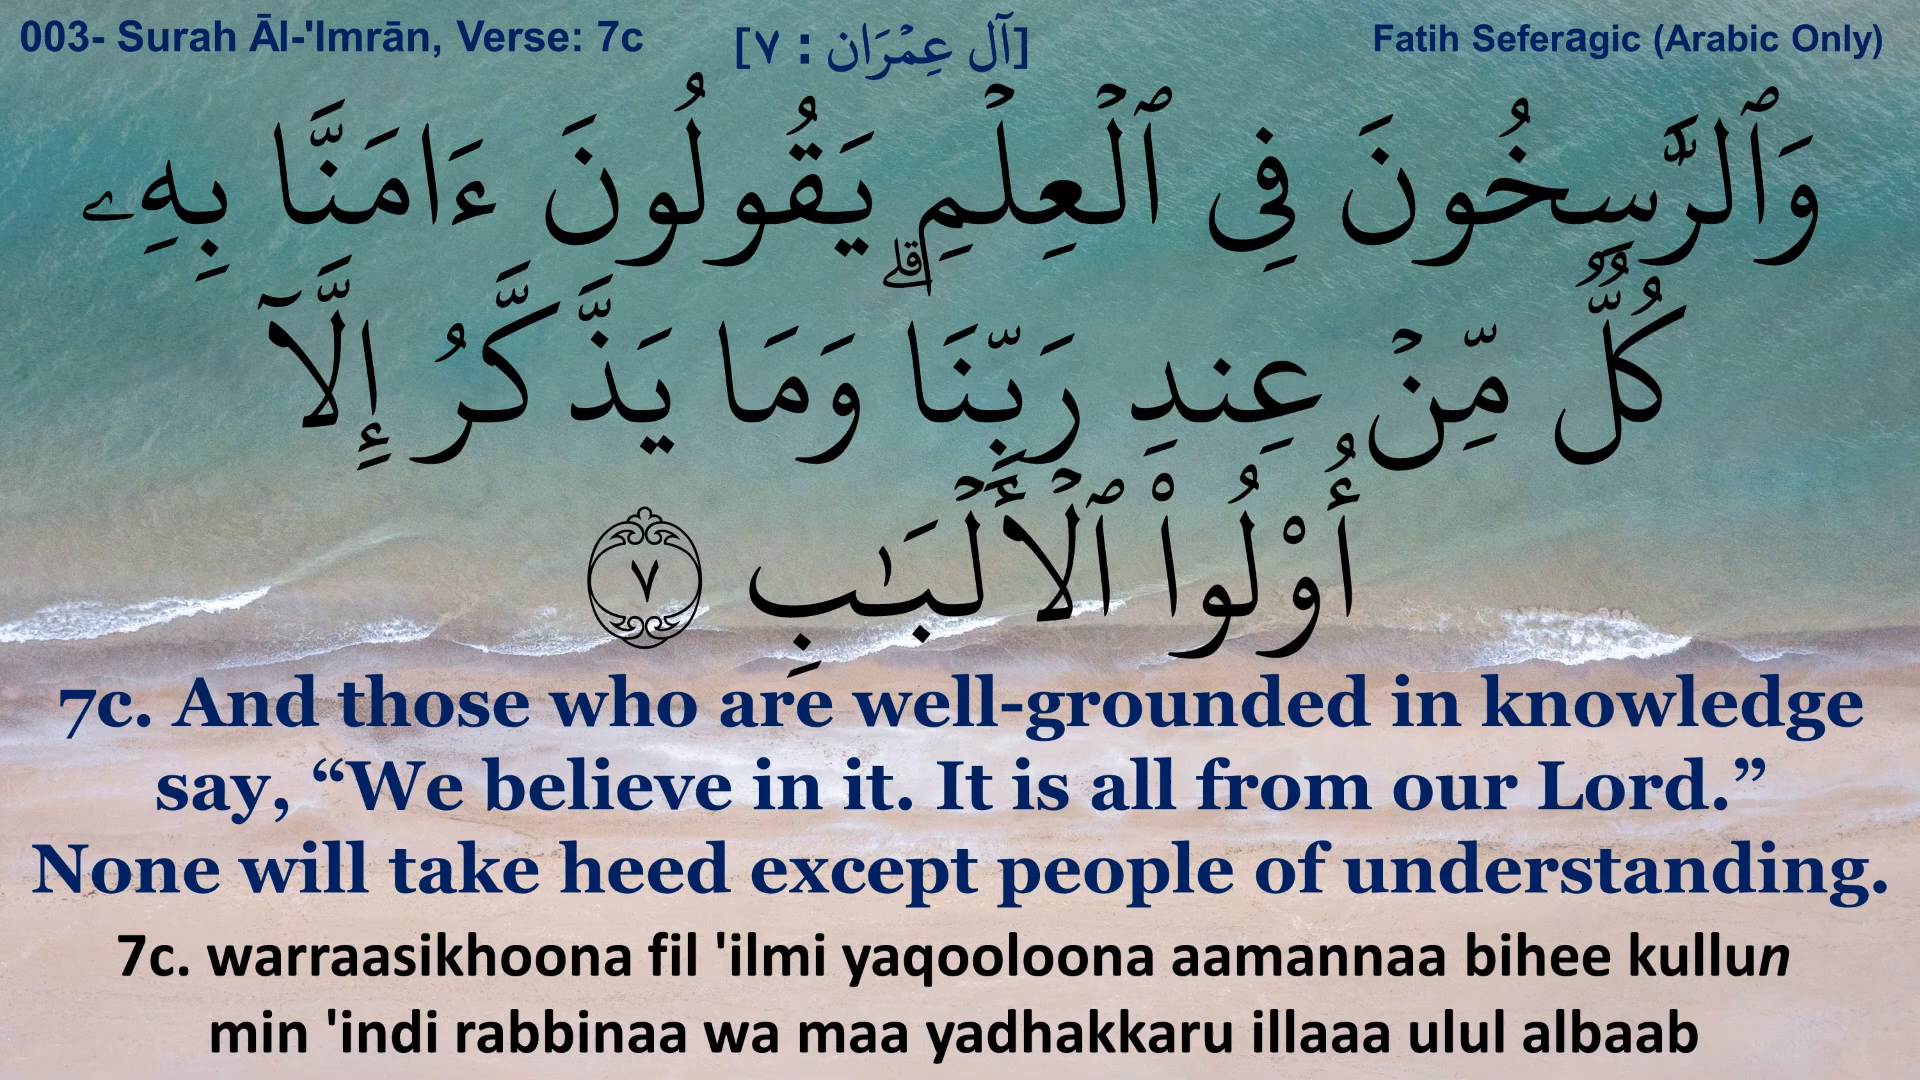 003- Surah Āl-'Imrān, Verse: 7c
[آل عِمْرَان : ٧]
Fatih Seferagic (Arabic Only)
وَٱلرَّٰسِخُونَ فِى ٱلْعِلْمِ يَقُولُونَ ءَامَنَّا بِهِۦ
كُلٌّ مِّنْ عِندِ رَبِّنَا ۗ وَمَا يَذَّكَّرُ إِلَّآ
أُو۟لُوا۟ ٱلْأَلْبَـٰبِ ٧
7c. And those who are well-grounded in knowledge
say, “We believe in it. It is all from our Lord.”
None will take heed except people of understanding.
7c. warraasikhoona fil 'ilmi yaqooloona aamannaa bihee kullun
min 'indi rabbinaa wa maa yadhakkaru illaaa ulul albaab